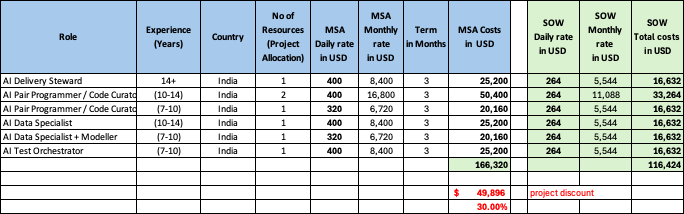 Role | Experience (Years) | Country | No of Resources (Project Allocation) | MSA Daily rate in USD | MSA Monthly rate in USD | Term in Months | MSA Costs in USD | SOW Daily rate in USD | SOW Monthly rate in USD | SOW Total costs in USD
AI Delivery Steward | 14+ | India | 1 | 400 | 8,400 | 3 | 25,200 | 264 | 5,544 | 16,632
AI Pair Programmer / Code Curato | (10-14) | India | 2 | 400 | 16,800 | 3 | 50,400 | 264 | 11,088 | 33,264
AI Pair Programmer / Code Curato | (7-10) | India | 1 | 320 | 6,720 | 3 | 20,160 | 264 | 5,544 | 16,632
AI Data Specialist | (10-14) | India | 1 | 400 | 8,400 | 3 | 25,200 | 264 | 5,544 | 16,632
AI Data Specialist + Modeller | (7-10) | India | 1 | 320 | 6,720 | 3 | 20,160 | 264 | 5,544 | 16,632
AI Test Orchestrator | (7-10) | India | 1 | 400 | 8,400 | 3 | 25,200 | 264 | 5,544 | 16,632
166,320 | 116,424
$ 49,896 | project discount
30.00%